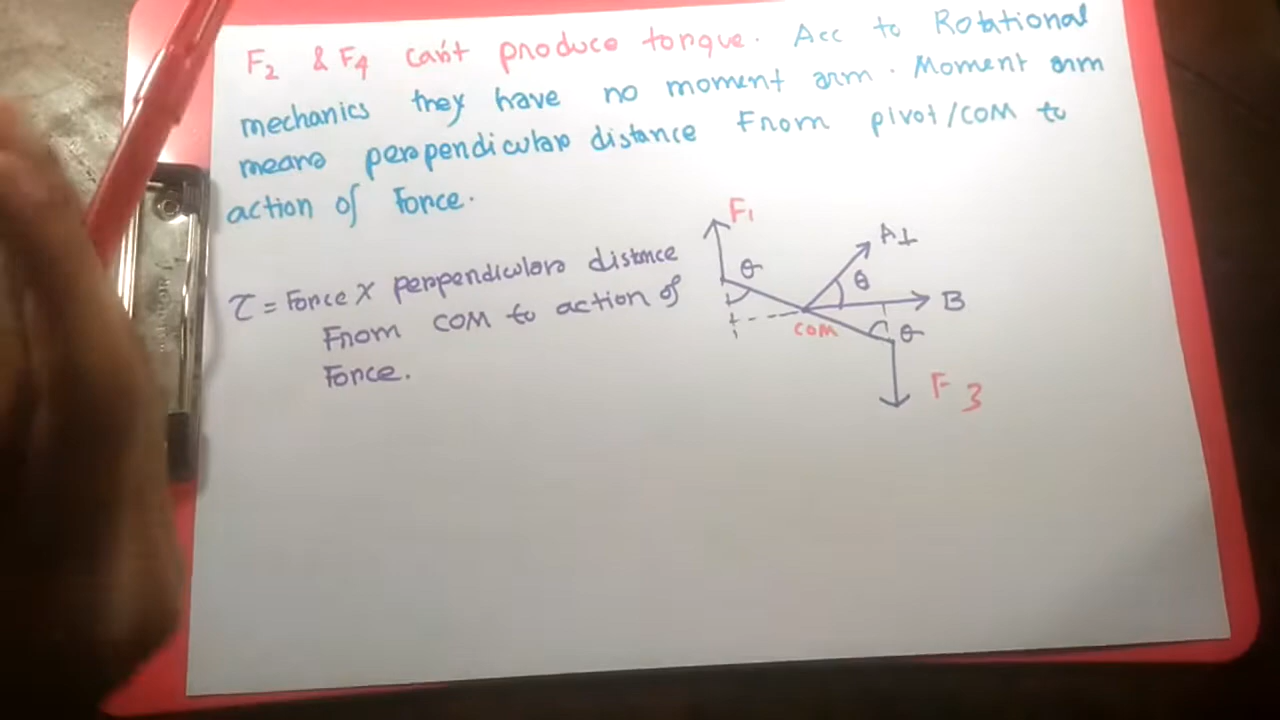 F2 & F4 can't produce torque. Acc to Rotational
mechanics they have no moment arm. Moment arm
means perpendicular distance From pivot/COM to
action of Force.
τ = Force X perpendicular distance
From COM to action of
Force.
F1
θ
A⊥
θ
B
COM
θ
F3